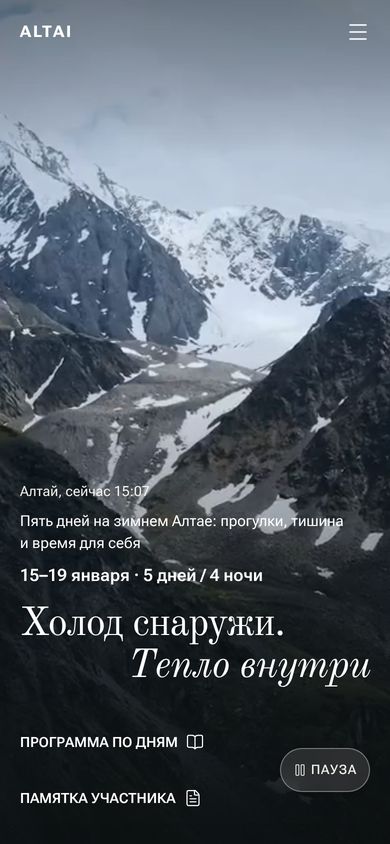 ALTAI
Алтай, сейчас 15:07
Пять дней на зимнем Алтае: прогулки, тишина
и время для себя
15–19 января · 5 дней / 4 ночи
Холод снаружи.
Тепло внутри
ПРОГРАММА ПО ДНЯМ
ПАУЗА
ПАМЯТКА УЧАСТНИКА